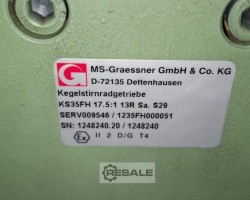 G
MS-Graessner GmbH & Co. KG
D-72135 Dettenhausen
Kegelstirnradgetriebe
KS35FH 17.5:1 13R Sa. S29
SERV009546 / 1235FH000051
SN: 1248240.20 / 1248240
Ex II 2 D/G T4
RESALE